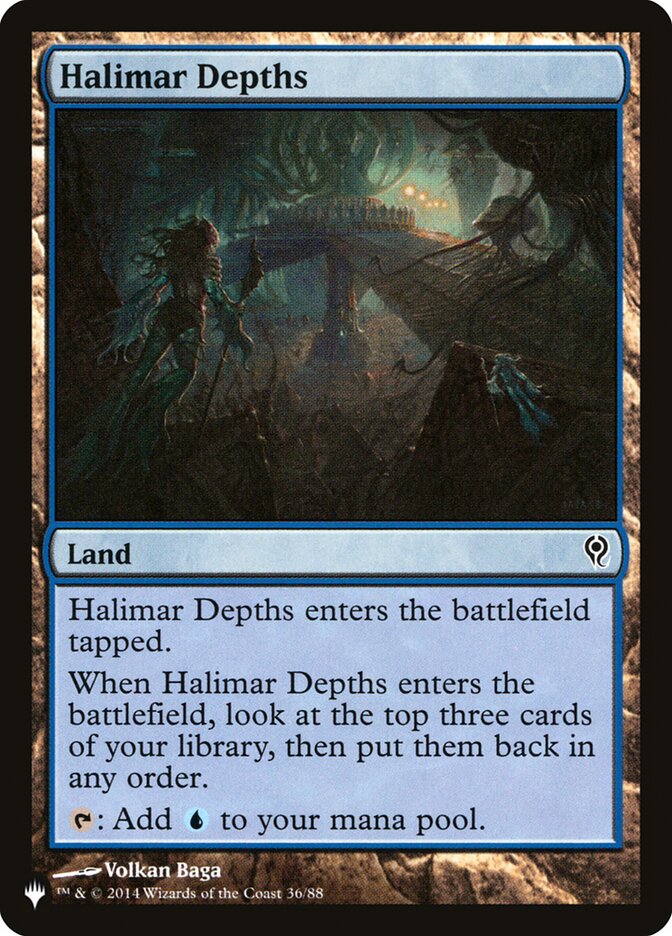 Halimar Depths
Land
Halimar Depths enters the battlefield
tapped.
When Halimar Depths enters the
battlefield, look at the top three cards
of your library, then put them back in
any order.
: Add to your mana pool.
Volkan Baga
™ & © 2014 Wizards of the Coast 36/88